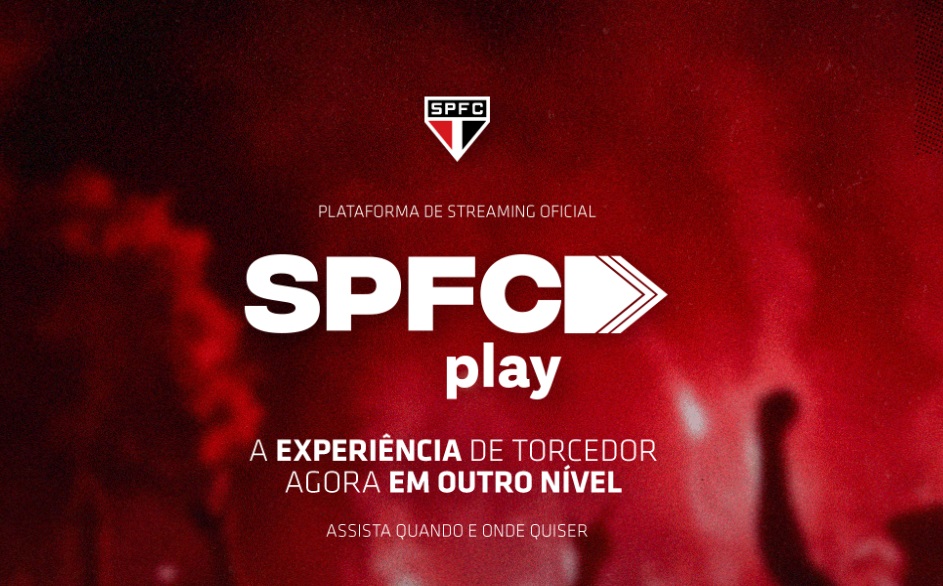 SPFC
PLATAFORMA DE STREAMING OFICIAL
SPFC
play
A EXPERIÊNCIA DE TORCEDOR
AGORA EM OUTRO NÍVEL
ASSISTA QUANDO E ONDE QUISER